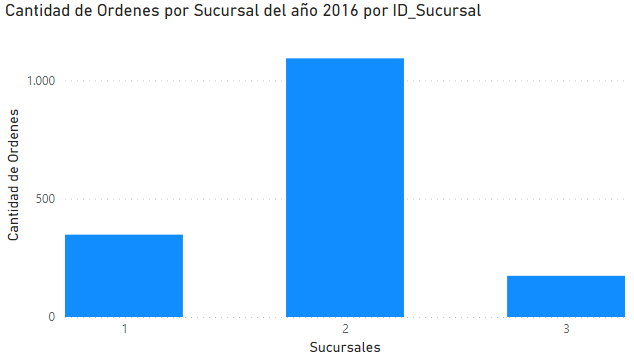 Cantidad de Ordenes por Sucursal del año 2016 por ID_Sucursal
Cantidad de Ordenes
1.000
500
0
1 2 3
Sucursales